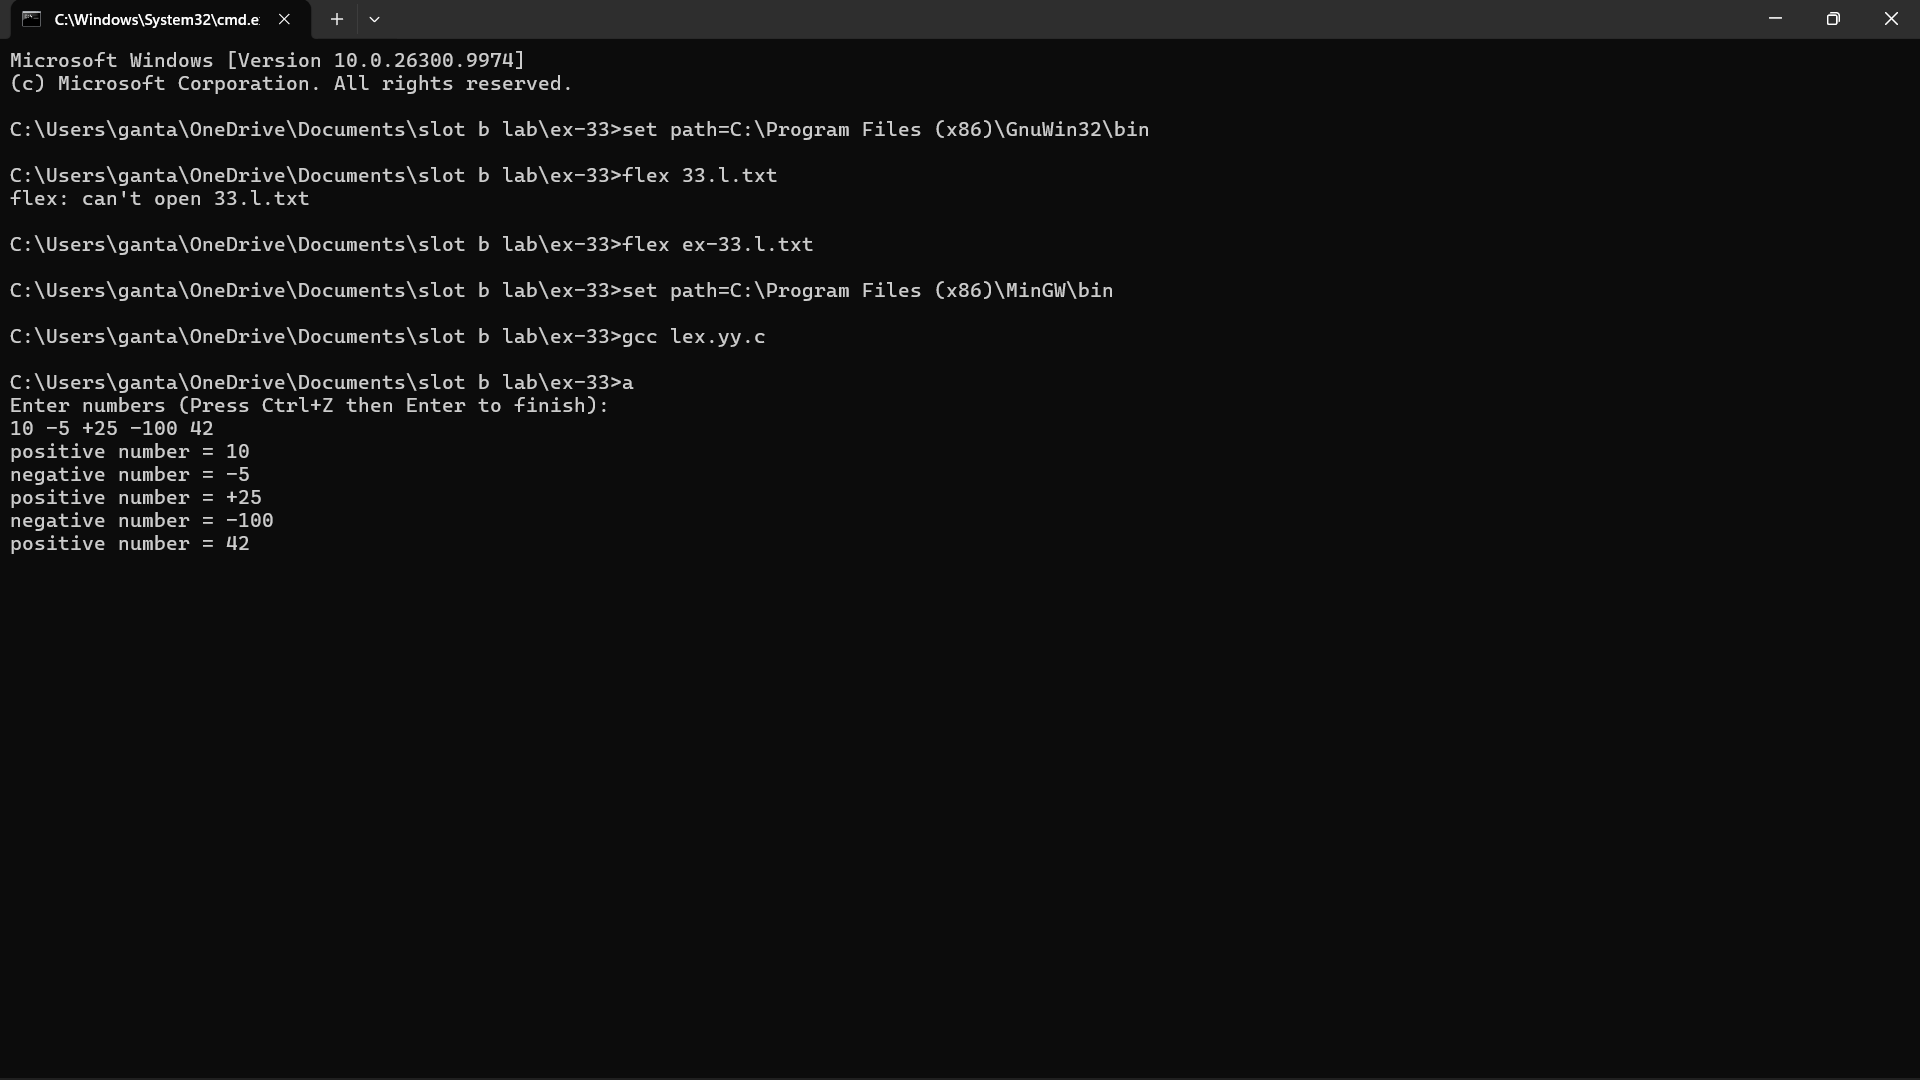 C:\Windows\System32\cmd.e
Microsoft Windows [Version 10.0.26300.9974]
(c) Microsoft Corporation. All rights reserved.
C:\Users\ganta\OneDrive\Documents\slot b lab\ex-33>set path=C:\Program Files (x86)\GnuWin32\bin
C:\Users\ganta\OneDrive\Documents\slot b lab\ex-33>flex 33.l.txt
flex: can't open 33.l.txt
C:\Users\ganta\OneDrive\Documents\slot b lab\ex-33>flex ex-33.l.txt
C:\Users\ganta\OneDrive\Documents\slot b lab\ex-33>set path=C:\Program Files (x86)\MinGW\bin
C:\Users\ganta\OneDrive\Documents\slot b lab\ex-33>gcc lex.yy.c
C:\Users\ganta\OneDrive\Documents\slot b lab\ex-33>a
Enter numbers (Press Ctrl+Z then Enter to finish):
10 -5 +25 -100 42
positive number = 10
negative number = -5
positive number = +25
negative number = -100
positive number = 42